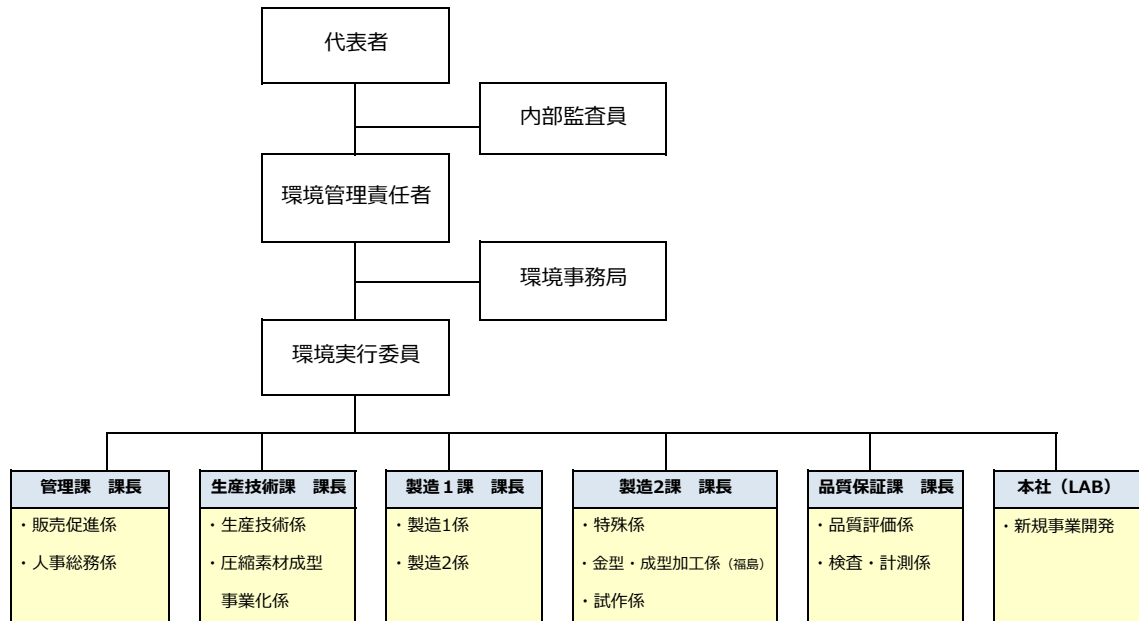 代表者
内部監査員
環境管理責任者
環境事務局
環境実行委員
管理課　課長
・販売促進係
・人事総務係
生産技術課　課長
・生産技術係
・圧縮素材成型
事業化係
製造１課　課長
・製造1係
・製造2係
製造2課　課長
・特殊係
・金型・成型加工係（福島）
・試作係
品質保証課　課長
・品質評価係
・検査・計測係
本社（LAB）
・新規事業開発